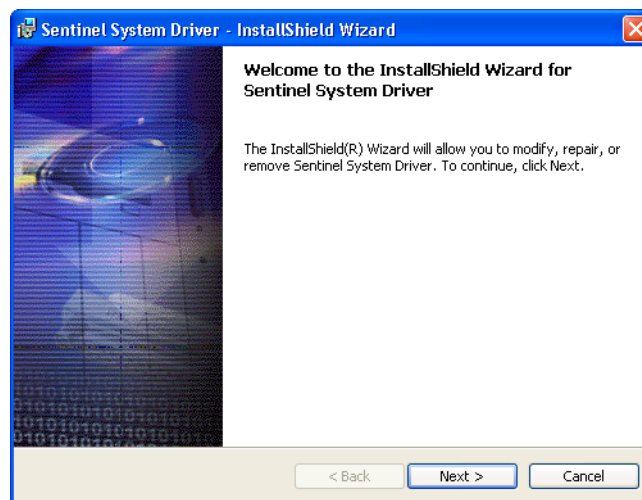 Sentinel System Driver - InstallShield Wizard
Welcome to the InstallShield Wizard for
Sentinel System Driver
The InstallShield(R) Wizard will allow you to modify, repair, or
remove Sentinel System Driver. To continue, click Next.
< Back
Next >
Cancel